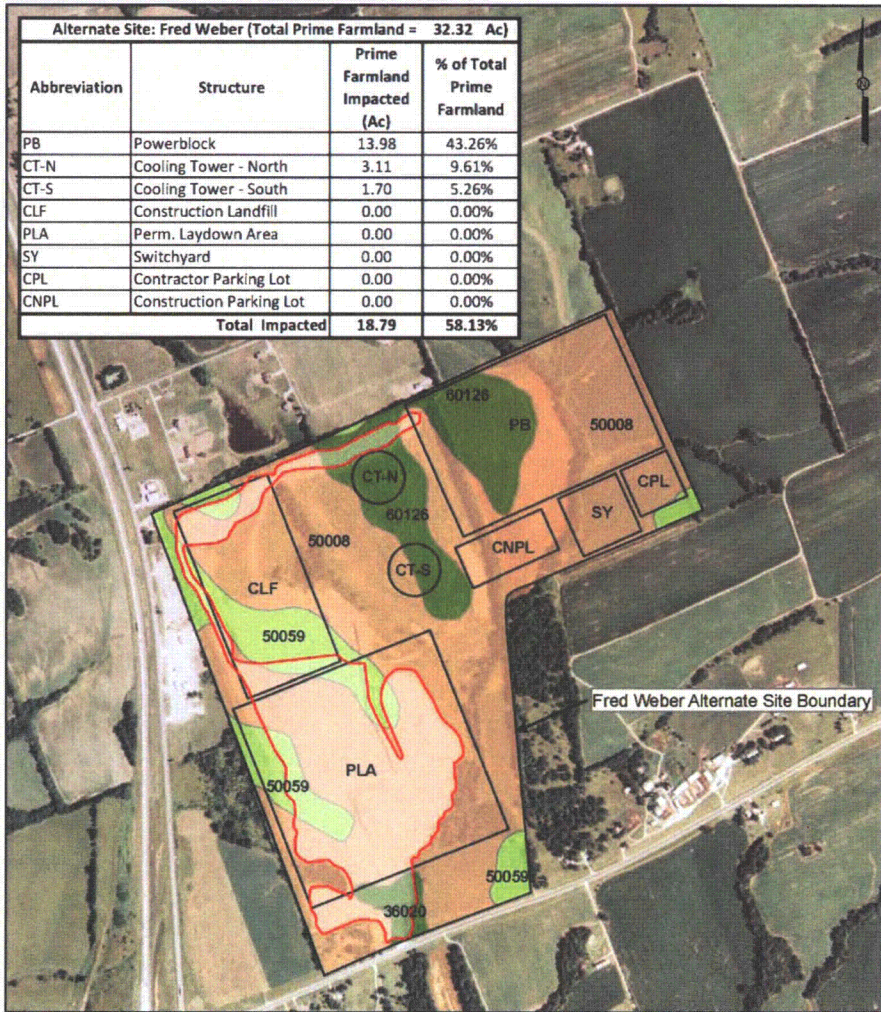 Alternate Site: Fred Weber (Total Prime Farmland = 32.32 Ac)
Abbreviation Structure Prime Farmland Impacted (Ac) % of Total Prime Farmland
PB Powerblock 13.98 43.26%
CT-N Cooling Tower - North 3.11 9.61%
CT-S Cooling Tower - South 1.70 5.26%
CLF Construction Landfill 0.00 0.00%
PLA Perm. Laydown Area 0.00 0.00%
SY Switchyard 0.00 0.00%
CPL Contractor Parking Lot 0.00 0.00%
CNPL Construction Parking Lot 0.00 0.00%
Total Impacted 18.79 58.13%
N
60126
PB
50008
CT-N
CPL
60126
SY
50008
CNPL
CT-S
CLF
50059
Fred Weber Alternate Site Boundary
PLA
50059
50059
36020